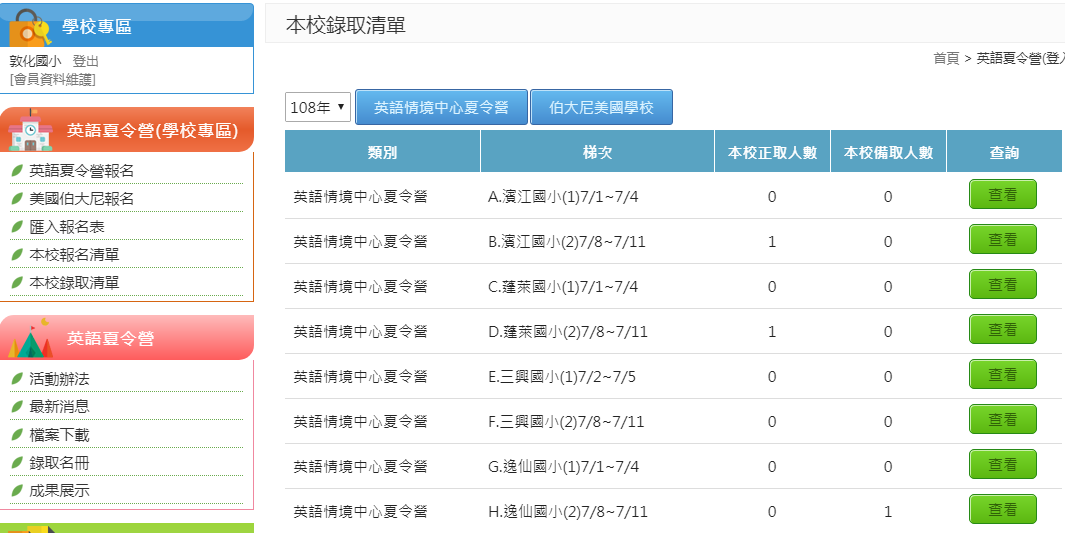 學校專區
敦化國小 登出
[會員資料維護]
英語夏令營(學校專區)
英語夏令營報名
美國伯大尼報名
匯入報名表
本校報名清單
本校錄取清單
英語夏令營
活動辦法
最新消息
檔案下載
錄取名冊
成果展示
本校錄取清單
首頁 > 英語夏令營(登入
108年 英語情境中心夏令營 伯大尼美國學校
類別 梯次 本校正取人數 本校備取人數 查詢
英語情境中心夏令營 A.濱江國小(1)7/1~7/4 0 0 查看
英語情境中心夏令營 B.濱江國小(2)7/8~7/11 1 0 查看
英語情境中心夏令營 C.蓬萊國小(1)7/1~7/4 0 0 查看
英語情境中心夏令營 D.蓬萊國小(2)7/8~7/11 1 0 查看
英語情境中心夏令營 E.三興國小(1)7/2~7/5 0 0 查看
英語情境中心夏令營 F.三興國小(2)7/8~7/11 0 0 查看
英語情境中心夏令營 G.逸仙國小(1)7/1~7/4 0 0 查看
英語情境中心夏令營 H.逸仙國小(2)7/8~7/11 0 1 查看